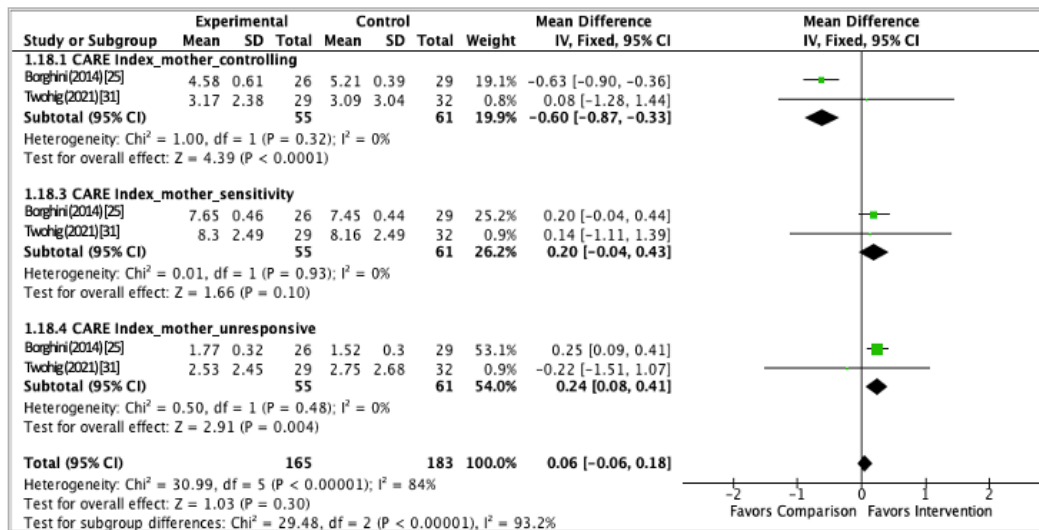 Experimental Control Mean Difference Mean Difference
Study or Subgroup Mean SD Total Mean SD Total Weight IV, Fixed, 95% CI IV, Fixed, 95% CI
1.18.1 CARE Index_mother_controlling
Borghini (2014) [25] 4.58 0.61 26 5.21 0.39 29 19.1% -0.63 [-0.90, -0.36]
Twohig (2021) [31] 3.17 2.38 29 3.09 3.04 32 0.8% 0.08 [-1.28, 1.44]
Subtotal (95% CI) 55 61 19.9% -0.60 [-0.87, -0.33]
Heterogeneity: Chi² = 1.00, df = 1 (P = 0.32); I² = 0%
Test for overall effect: Z = 4.39 (P < 0.0001)
1.18.3 CARE Index_mother_sensitivity
Borghini (2014) [25] 7.65 0.46 26 7.45 0.44 29 25.2% 0.20 [-0.04, 0.44]
Twohig (2021) [31] 8.3 2.49 29 8.16 2.49 32 0.9% 0.14 [-1.11, 1.39]
Subtotal (95% CI) 55 61 26.2% 0.20 [-0.04, 0.43]
Heterogeneity: Chi² = 0.01, df = 1 (P = 0.93); I² = 0%
Test for overall effect: Z = 1.66 (P = 0.10)
1.18.4 CARE Index_mother_unresponsive
Borghini (2014) [25] 1.77 0.32 26 1.52 0.3 29 53.1% 0.25 [0.09, 0.41]
Twohig (2021) [31] 2.53 2.45 29 2.75 2.68 32 0.9% -0.22 [-1.51, 1.07]
Subtotal (95% CI) 55 61 54.0% 0.24 [0.08, 0.41]
Heterogeneity: Chi² = 0.50, df = 1 (P = 0.48); I² = 0%
Test for overall effect: Z = 2.91 (P = 0.004)
Total (95% CI) 165 183 100.0% 0.06 [-0.06, 0.18]
Heterogeneity: Chi² = 30.99, df = 5 (P < 0.00001); I² = 84%
Test for overall effect: Z = 1.03 (P = 0.30)
Test for subgroup differences: Chi² = 29.48, df = 2 (P < 0.00001), I² = 93.2%
-2 -1 0 1 2
Favors Comparison Favors Intervention